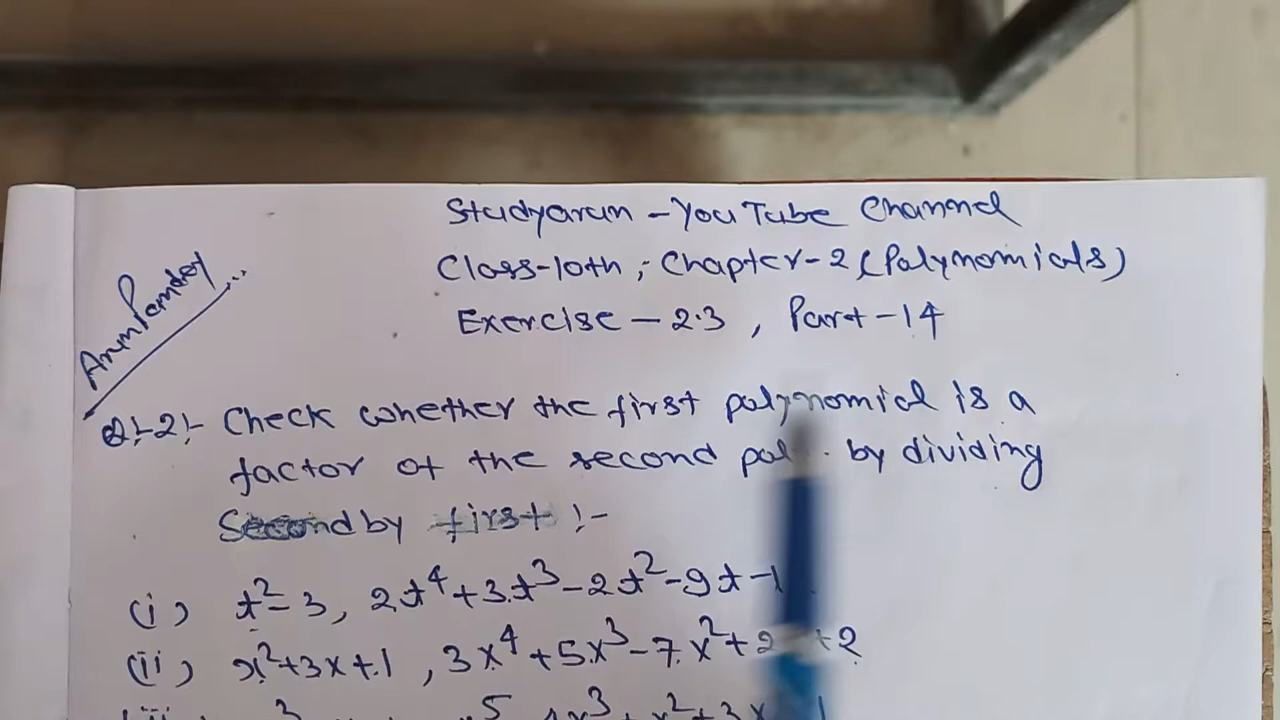 Studyarun - YouTube Channel
Class-10th ; Chapter-2 (Polynomials)
Exercise - 2.3 , Part - 14
ArunPandey...
Q!-2!- Check whether the first polynomial is a
factor of the second by dividing
Second by first :-
(i) t²-3, 2t⁴+3t³-2t²-9t-1
(ii) x²+3x+1, 3x⁴+5x³-7x²+2 +2